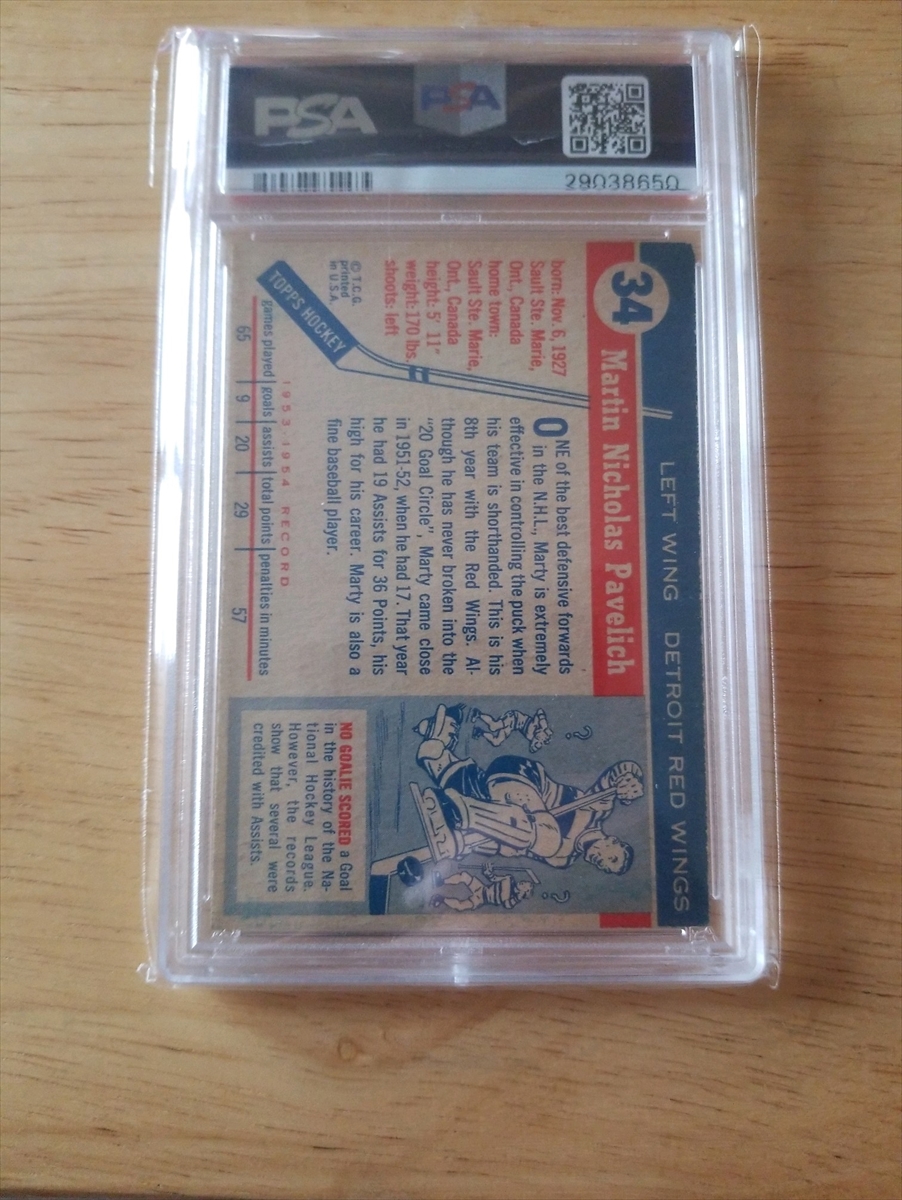 PSA
PSA
29038650
LEFT WING DETROIT RED WINGS
34
Martin Nicholas Pavelich
born: Nov. 6, 1927
Sault Ste. Marie,
Ont., Canada
home town:
Sault Ste. Marie,
Ont., Canada
height: 5' 11"
weight: 170 lbs.
shoots: left
© T.C.G.
printed
in U.S.A.
TOPPS HOCKEY
ONE of the best defensive forwards
in the N.H.L., Marty is extremely
effective in controlling the puck when
his team is shorthanded. This is his
8th year with the Red Wings. Al-
though he has never broken into the
"20 Goal Circle", Marty came close
in 1951-52, when he had 17. That year
he had 19 Assists for 36 Points, his
high for his career. Marty is also a
fine baseball player.
1953-1954 RECORD
games played goals assists total points penalties in minutes
65 9 20 29 57
? ?
NO GOALIE SCORED a Goal
in the history of the Na-
tional Hockey League.
However, the records
show that several were
credited with Assists.